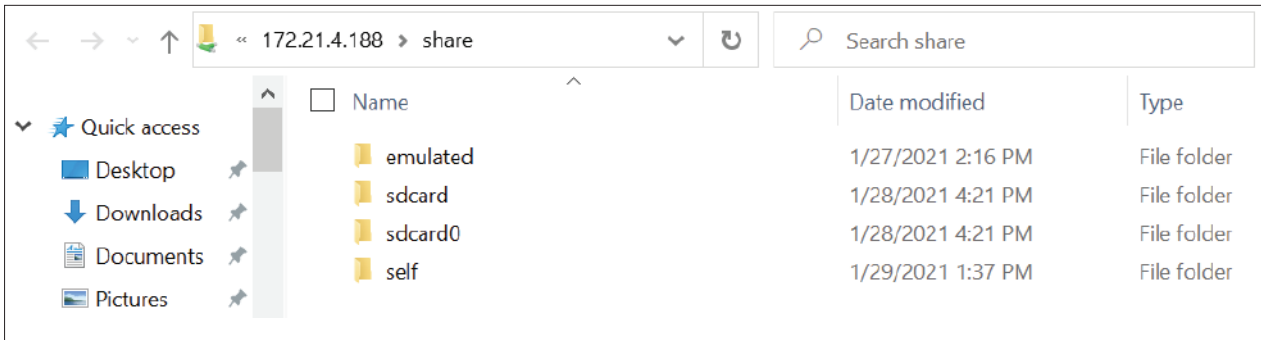 « 172.21.4.188 > share
Search share
Name Date modified Type
Quick access
Desktop
Downloads
Documents
Pictures
emulated 1/27/2021 2:16 PM File folder
sdcard 1/28/2021 4:21 PM File folder
sdcard0 1/28/2021 4:21 PM File folder
self 1/29/2021 1:37 PM File folder